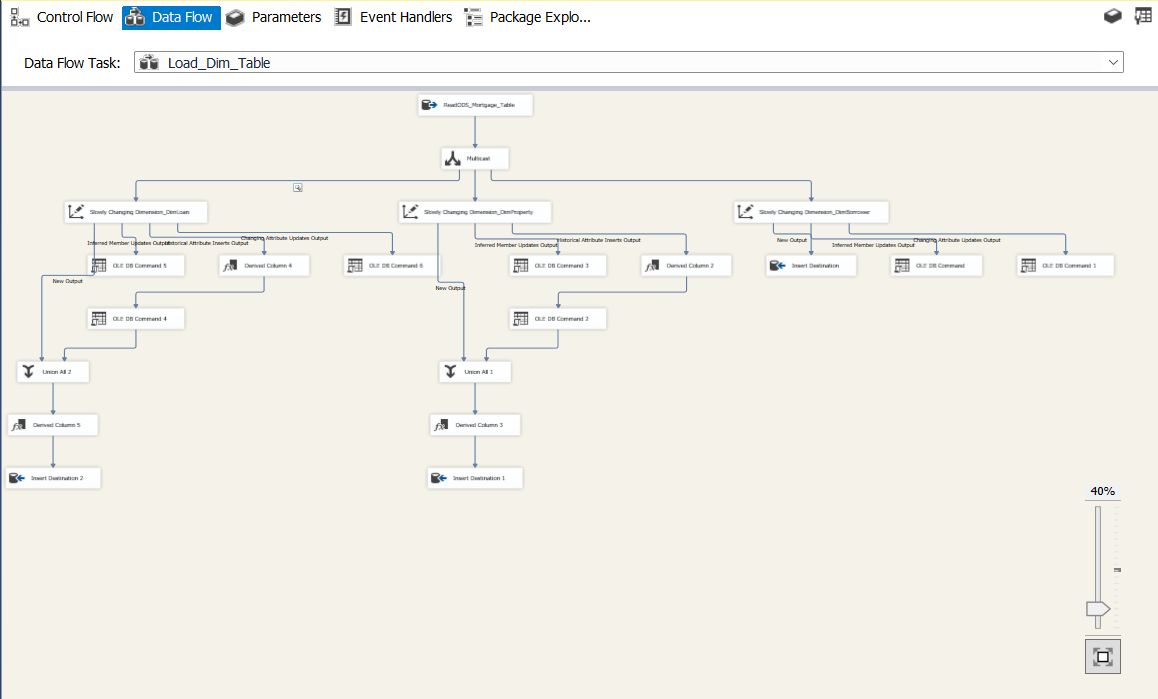 Control Flow
Data Flow
Parameters
Event Handlers
Package Explo...
Data Flow Task:
Load_Dim_Table
ReadODS_Mortgage_Table
Multicast
Slowly Changing Dimension_DimLoan
Slowly Changing Dimension_DimProperty
Slowly Changing Dimension_DimBorrower
Inferred Member Updates Output
Historical Attribute Inserts Output
Changing Attribute Updates Output
Inferred Member Updates Output
Historical Attribute Inserts Output
New Output
Inferred Member Updates Output
Changing Attribute Updates Output
OLE DB Command 5
Derived Column 4
OLE DB Command 6
OLE DB Command 3
Derived Column 2
Insert Destination
OLE DB Command
OLE DB Command 1
New Output
New Output
OLE DB Command 4
OLE DB Command 2
Union All 2
Union All 1
Derived Column 5
Derived Column 3
Insert Destination 2
Insert Destination 1
40%